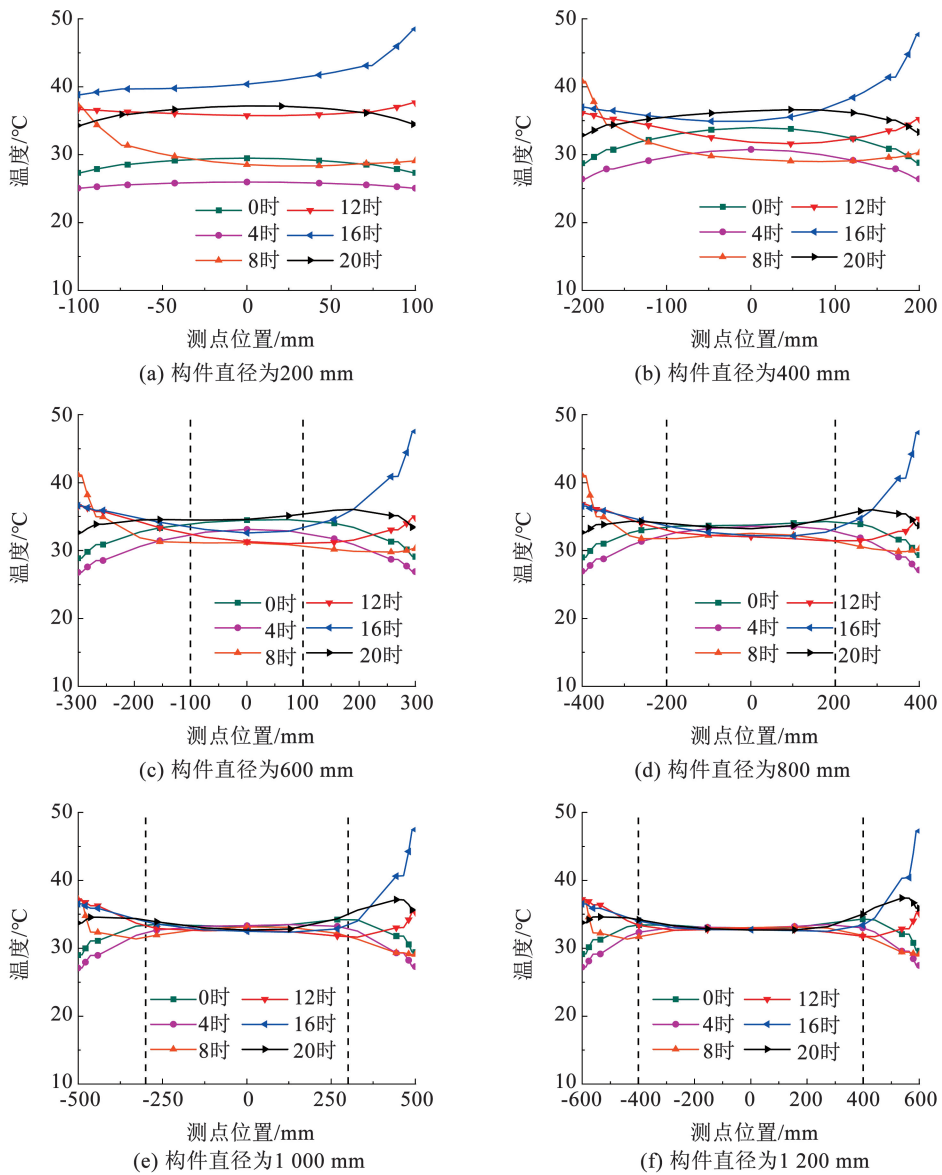 50
40
30
20
10
温度/℃
-100 -50 0 50 100
测点位置/mm
0时 12时
4时 16时
8时 20时
(a) 构件直径为200 mm
50
40
30
20
10
温度/℃
-200 -100 0 100 200
测点位置/mm
0时 12时
4时 16时
8时 20时
(b) 构件直径为400 mm
50
40
30
20
10
温度/℃
-300 -200 -100 0 100 200 300
测点位置/mm
0时 12时
4时 16时
8时 20时
(c) 构件直径为600 mm
50
40
30
20
10
温度/℃
-400 -200 0 200 400
测点位置/mm
0时 12时
4时 16时
8时 20时
(d) 构件直径为800 mm
50
40
30
20
10
温度/℃
-500 -250 0 250 500
测点位置/mm
0时 12时
4时 16时
8时 20时
(e) 构件直径为1 000 mm
50
40
30
20
10
温度/℃
-600 -400 -200 0 200 400 600
测点位置/mm
0时 12时
4时 16时
8时 20时
(f) 构件直径为1 200 mm